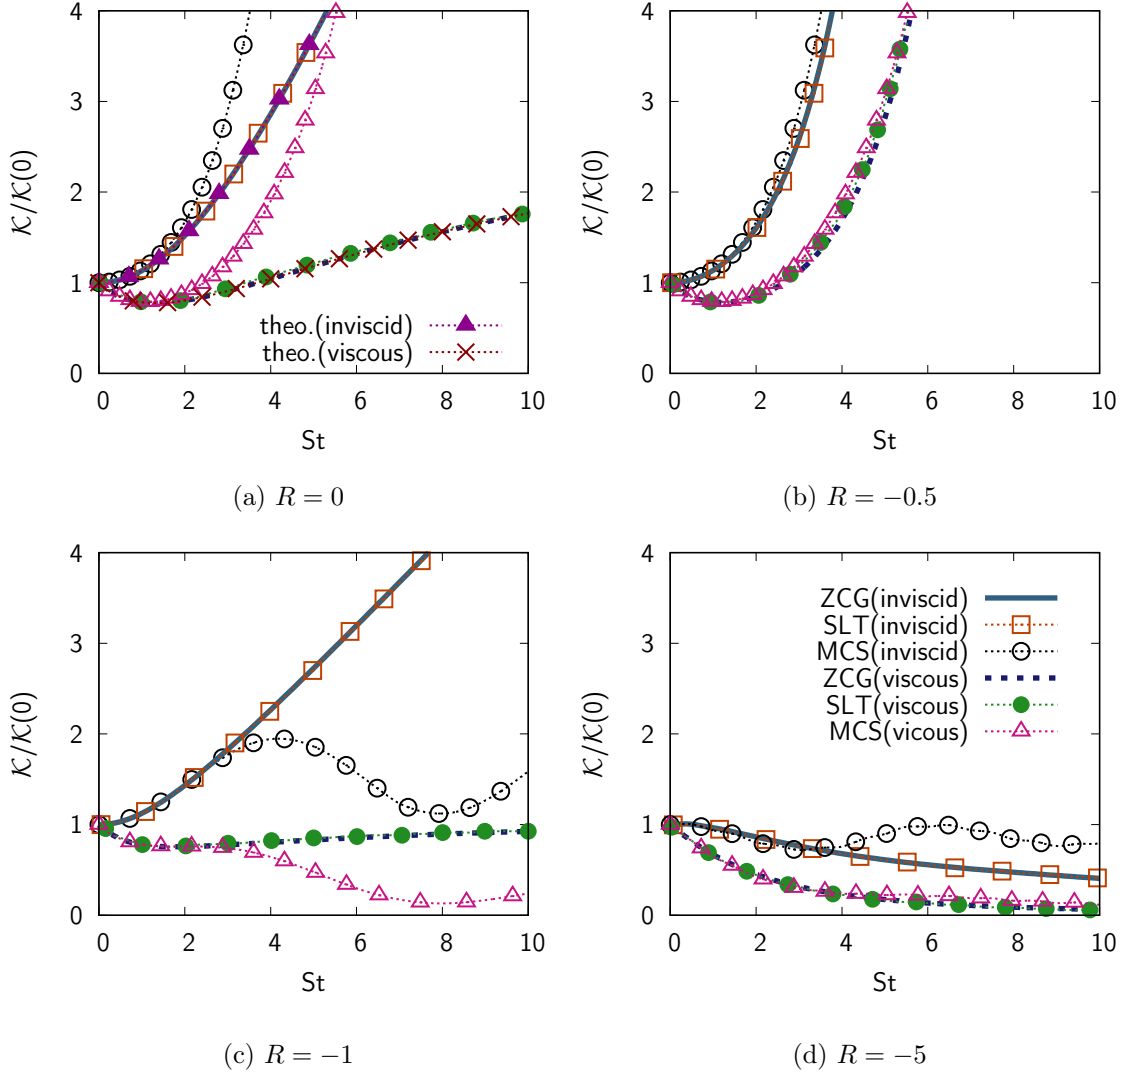 4
3
2
1
0
K/K(0)
0 2 4 6 8 10
St
theo.(inviscid)
theo.(viscous)
(a) R = 0
4
3
2
1
0
K/K(0)
0 2 4 6 8 10
St
(b) R = −0.5
4
3
2
1
0
K/K(0)
0 2 4 6 8 10
St
(c) R = −1
4
3
2
1
0
K/K(0)
0 2 4 6 8 10
St
ZCG(inviscid)
SLT(inviscid)
MCS(inviscid)
ZCG(viscous)
SLT(viscous)
MCS(vicous)
(d) R = −5